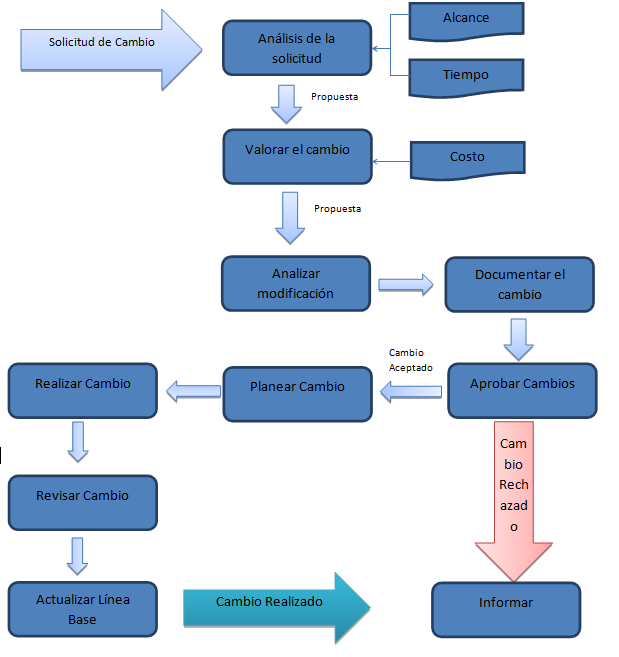 Solicitud de Cambio
Análisis de la
solicitud
Alcance
Tiempo
Propuesta
Valorar el cambio
Costo
Propuesta
Analizar
modificación
Documentar el
cambio
Cambio
Aceptado
Realizar Cambio
Planear Cambio
Aprobar Cambios
Cam
bio
Rech
azad
o
Revisar Cambio
Actualizar Línea
Base
Cambio Realizado
Informar